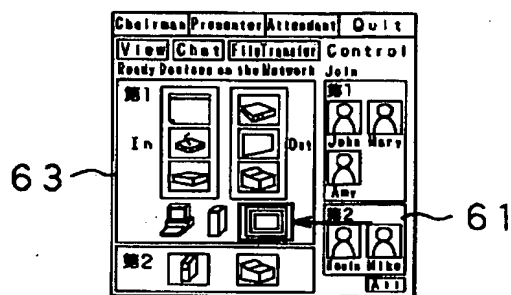 Chairman Presenter Attendant Quit
View Chat FileTransfer Control
Ready Devices on the Network Join
第1 第1
In Out
John Mary
Amy
63
61
第2 第2
Kevin Mike
All